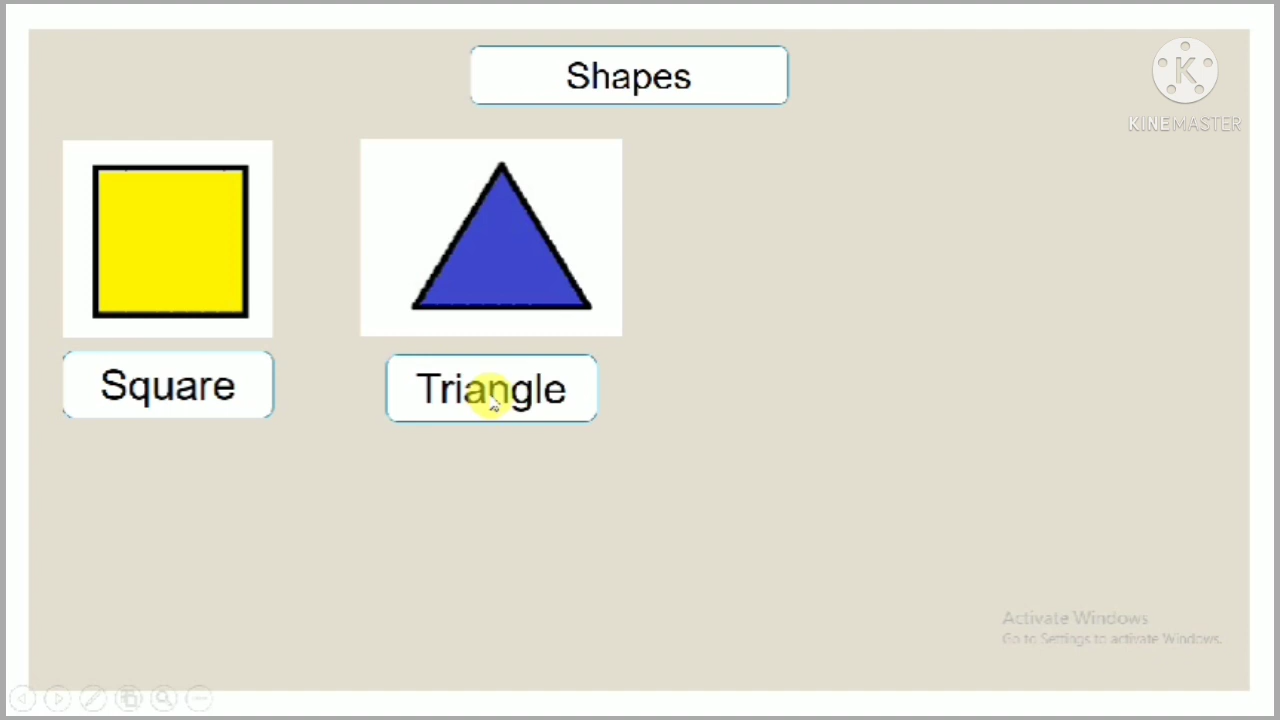 Shapes
K
KINEMASTER
Square
Triangle
Activate Windows
Go to Settings to activate Windows.